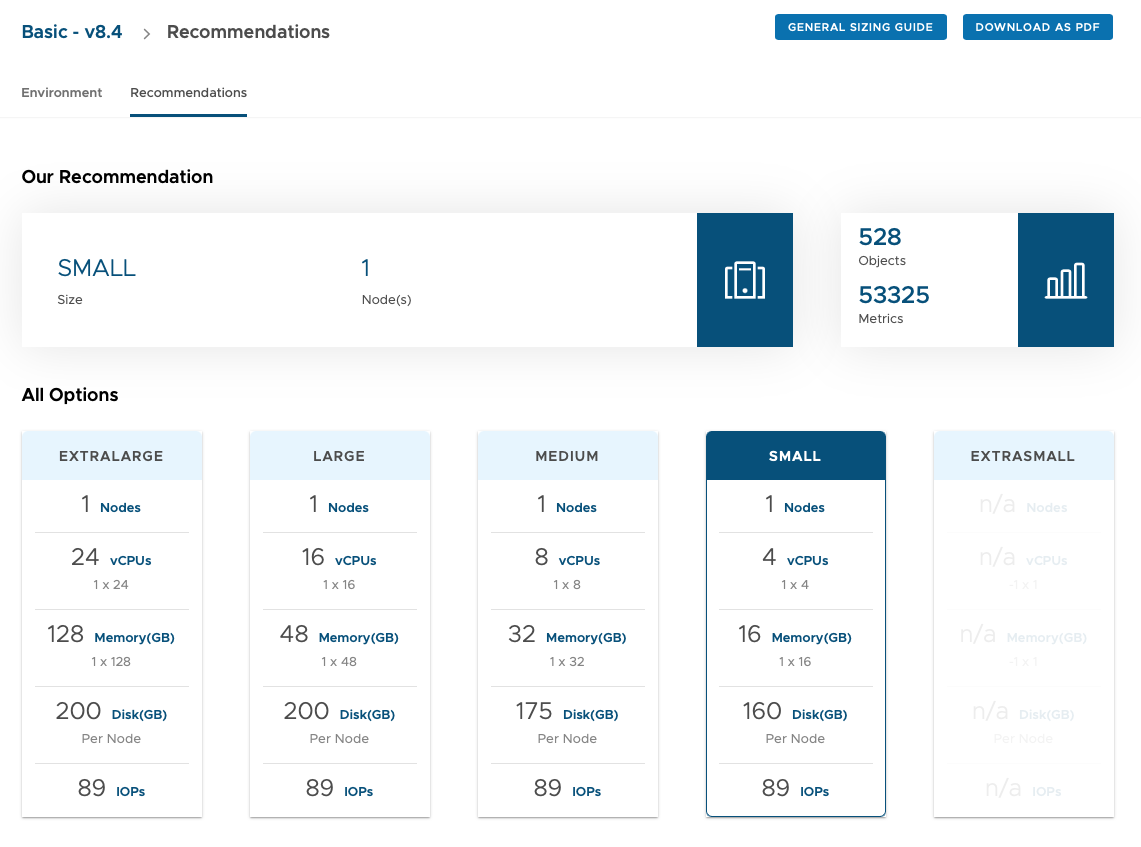 Basic - v8.4 > Recommendations
GENERAL SIZING GUIDE
DOWNLOAD AS PDF
Environment
Recommendations
Our Recommendation
SMALL
Size
1
Node(s)
528
Objects
53325
Metrics
All Options
EXTRALARGE
1 Nodes
24 vCPUs
1 x 24
128 Memory(GB)
1 x 128
200 Disk(GB)
Per Node
89 IOPs
LARGE
1 Nodes
16 vCPUs
1 x 16
48 Memory(GB)
1 x 48
200 Disk(GB)
Per Node
89 IOPs
MEDIUM
1 Nodes
8 vCPUs
1 x 8
32 Memory(GB)
1 x 32
175 Disk(GB)
Per Node
89 IOPs
SMALL
1 Nodes
4 vCPUs
1 x 4
16 Memory(GB)
1 x 16
160 Disk(GB)
Per Node
89 IOPs
EXTRASMALL
n/a Nodes
n/a vCPUs
-1 x 1
n/a Memory(GB)
-1 x 1
n/a Disk(GB)
Per Node
n/a IOPs